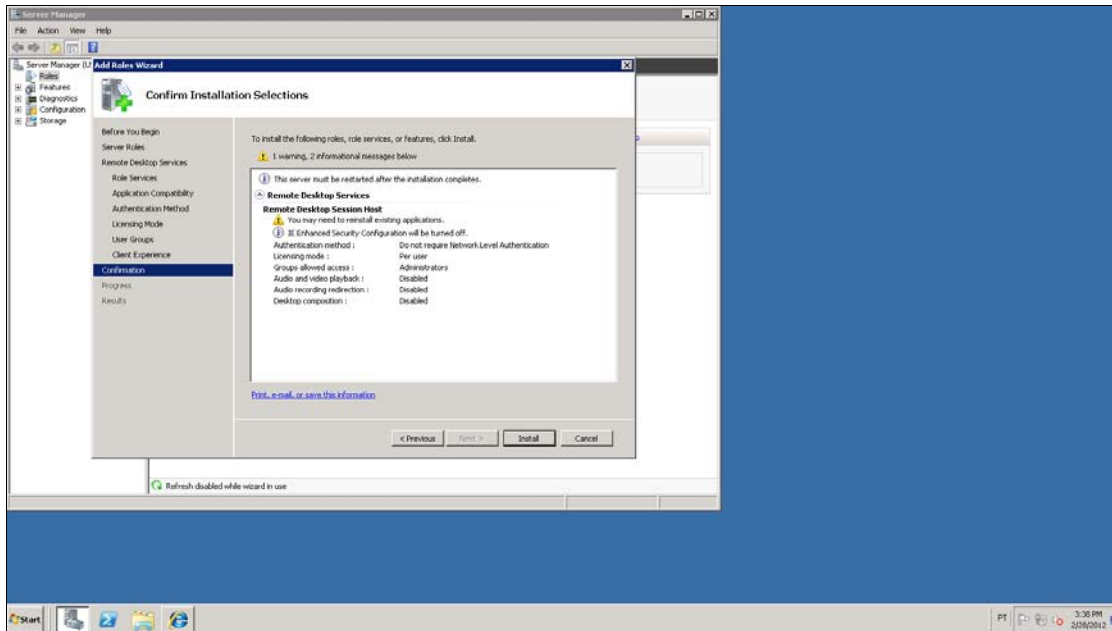 Server Manager
File Action View Help
Server Manager (U
Roles
Features
Diagnostics
Configuration
Storage
Add Roles Wizard
Confirm Installation Selections
Before You Begin
Server Roles
Remote Desktop Services
Role Services
Application Compatibility
Authentication Method
Licensing Mode
User Groups
Client Experience
Confirmation
Progress
Results
To install the following roles, role services, or features, click Install.
1 warning, 2 informational messages below
This server must be restarted after the installation completes.
Remote Desktop Services
Remote Desktop Session Host
You may need to reinstall existing applications.
IE Enhanced Security Configuration will be turned off.
Authentication method : Do not require Network Level Authentication
Licensing mode : Per user
Groups allowed access : Administrators
Audio and video playback : Disabled
Audio recording redirection : Disabled
Desktop composition : Disabled
Print, e-mail, or save this information
< Previous Next > Install Cancel
Refresh disabled while wizard in use
Start PT 3:38 PM
2/28/2012